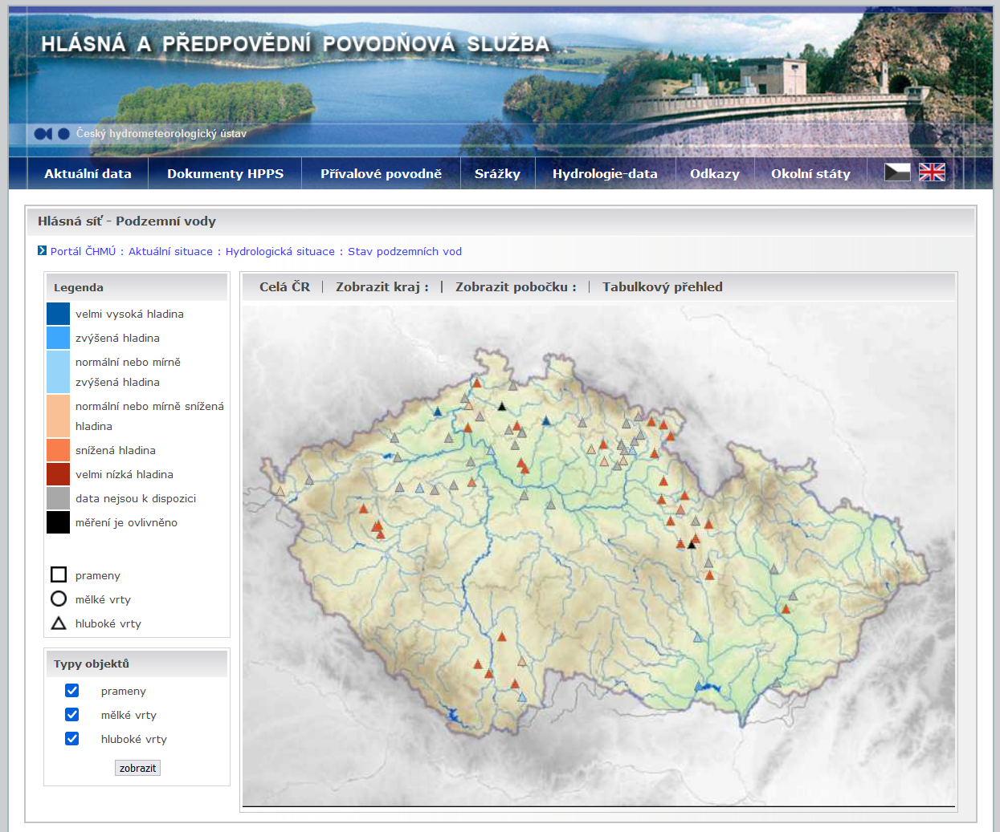 HLÁSNÁ A PŘEDPOVĚDNÍ POVODŇOVÁ SLUŽBA
Český hydrometeorologický ústav
Aktuální data
Dokumenty HPPS
Přívalové povodně
Srážky
Hydrologie-data
Odkazy
Okolní státy
Hlásná síť - Podzemní vody
Portál ČHMÚ : Aktuální situace : Hydrologická situace : Stav podzemních vod
Legenda
velmi vysoká hladina
zvýšená hladina
normální nebo mírně
zvýšená hladina
normální nebo mírně snížená
hladina
snížená hladina
velmi nízká hladina
data nejsou k dispozici
měření je ovlivněno
prameny
mělké vrty
hluboké vrty
Typy objektů
prameny
mělké vrty
hluboké vrty
zobrazit
Celá ČR | Zobrazit kraj : | Zobrazit pobočku : | Tabulkový přehled